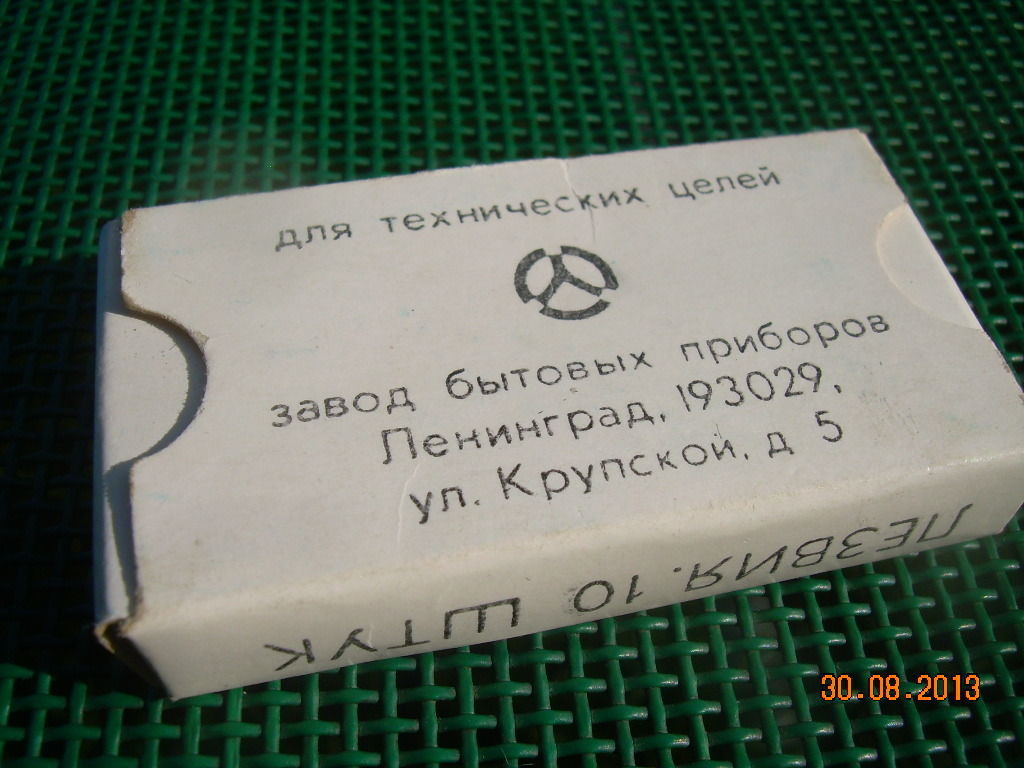 для технических целей
завод бытовых приборов
Ленинград, 193029,
ул. Крупской, д 5
ЛЕЗВИЯ. 10 ШТУК
30.08.2013